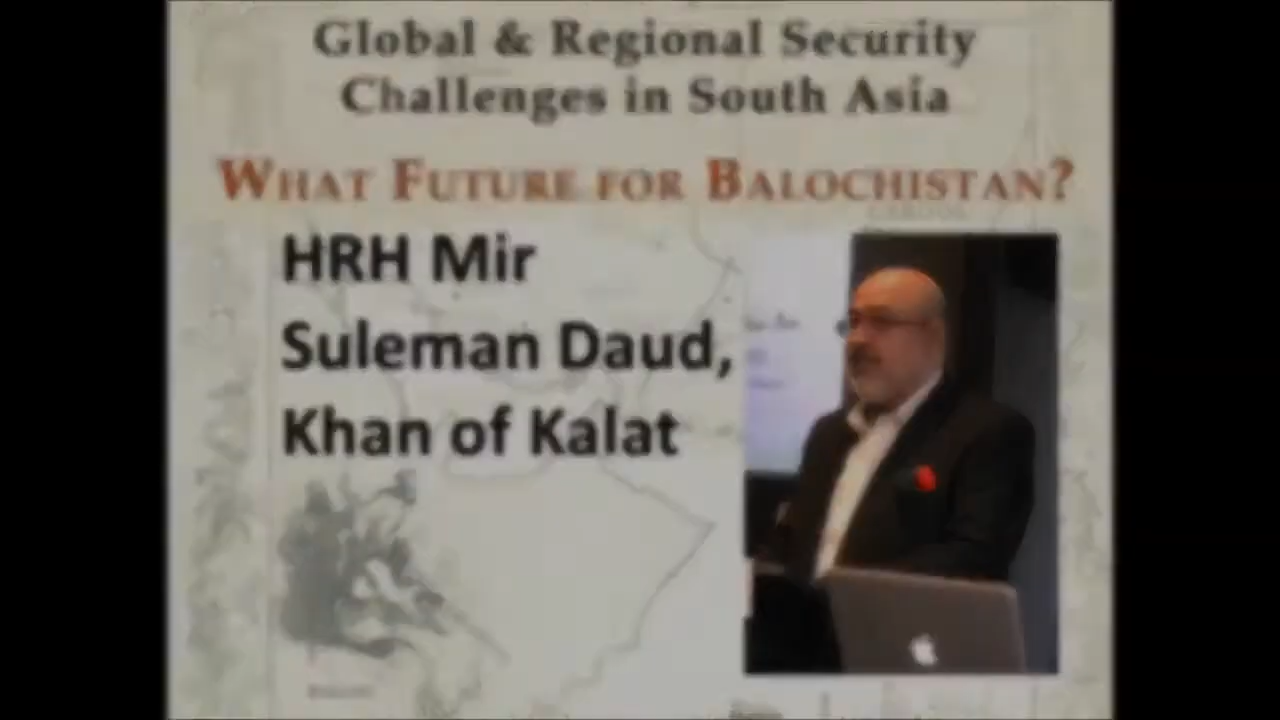 Global & Regional Security
Challenges in South Asia
WHAT FUTURE FOR BALOCHISTAN?
HRH Mir
Suleman Daud,
Khan of Kalat